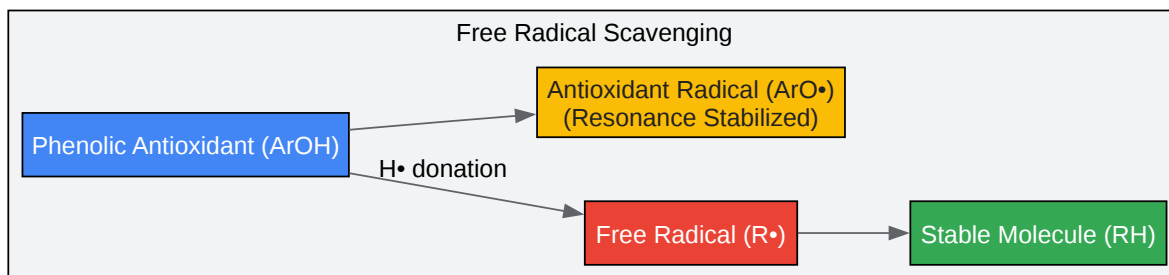 Free Radical Scavenging
Antioxidant Radical (ArO•)
(Resonance Stabilized)
Phenolic Antioxidant (ArOH)
H• donation
Free Radical (R•)
Stable Molecule (RH)